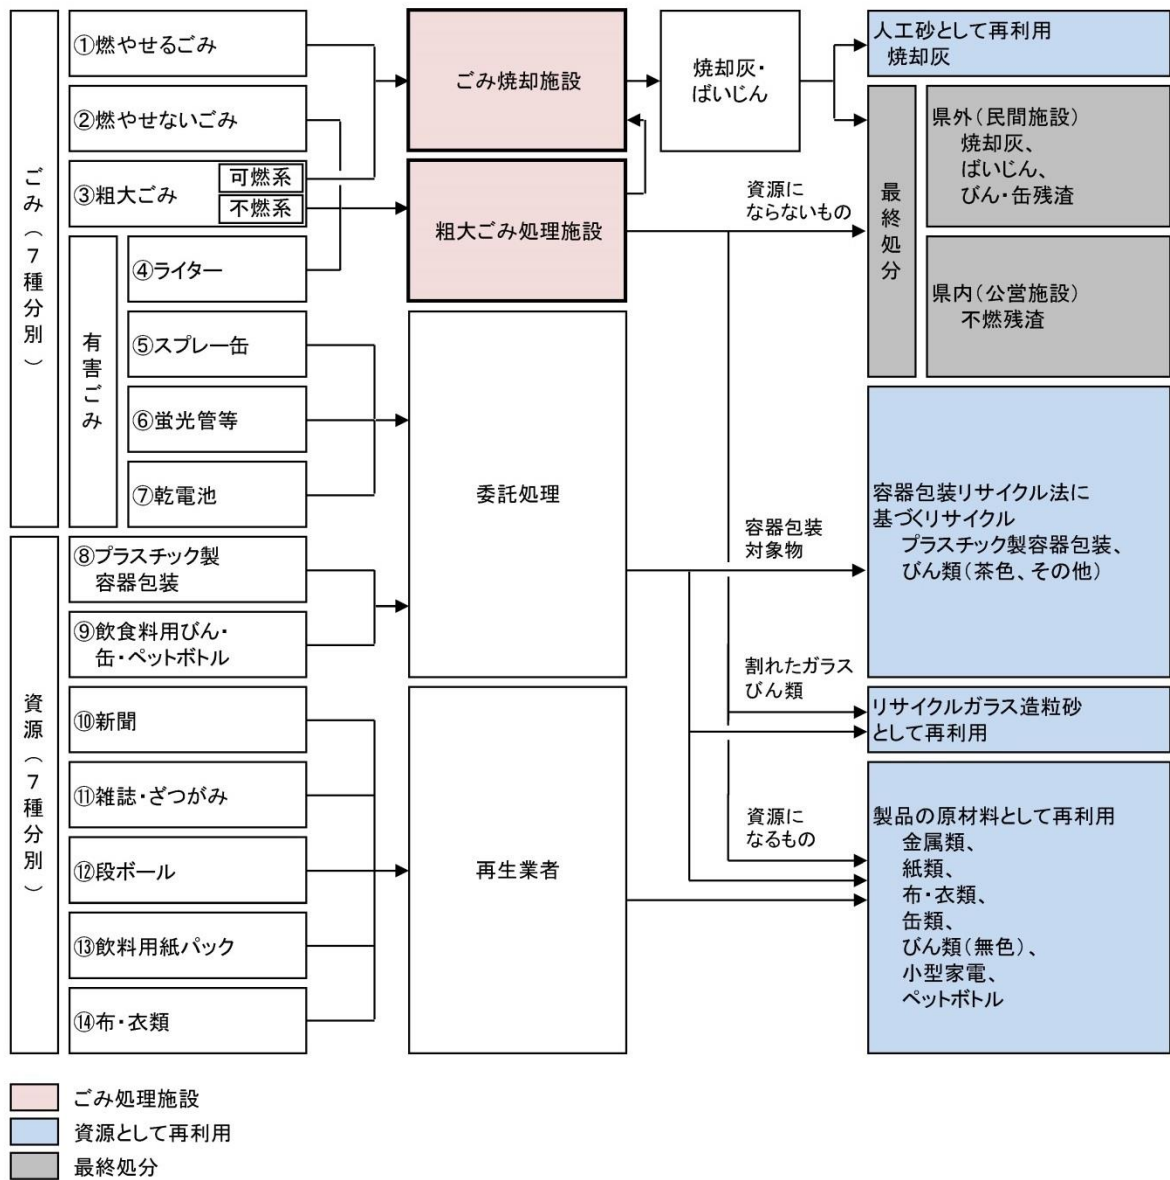 ごみ（７種分別）
①燃やせるごみ
②燃やせないごみ
③粗大ごみ
可燃系
不燃系
有害ごみ
④ライター
⑤スプレー缶
⑥蛍光管等
⑦乾電池
資源（７種分別）
⑧プラスチック製
容器包装
⑨飲食料用びん・
缶・ペットボトル
⑩新聞
⑪雑誌・ざつがみ
⑫段ボール
⑬飲料用紙パック
⑭布・衣類
ごみ焼却施設
粗大ごみ処理施設
委託処理
再生業者
焼却灰・
ばいじん
資源に
ならないもの
容器包装
対象物
割れたガラス
びん類
資源に
なるもの
人工砂として再利用
焼却灰
最終処分
県外（民間施設）
焼却灰、
ばいじん、
びん・缶残渣
県内（公営施設）
不燃残渣
容器包装リサイクル法に
基づくリサイクル
プラスチック製容器包装、
びん類（茶色、その他）
リサイクルガラス造粒砂
として再利用
製品の原材料として再利用
金属類、
紙類、
布・衣類、
缶類、
びん類（無色）、
小型家電、
ペットボトル
ごみ処理施設
資源として再利用
最終処分